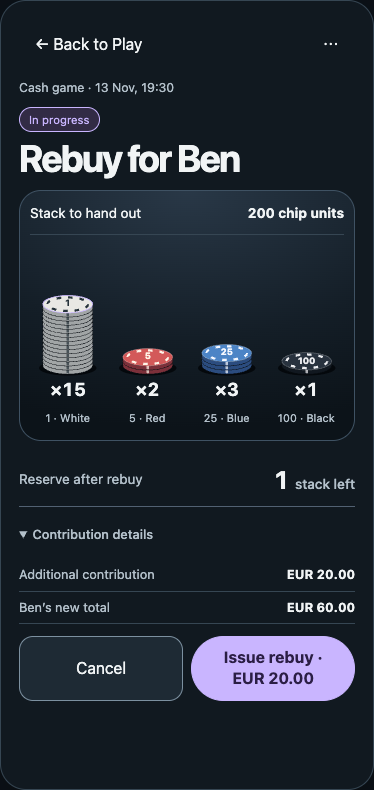 ← Back to Play ···
Cash game · 13 Nov, 19:30
In progress
Rebuy for Ben
Stack to hand out 200 chip units
1 5 25 100
×15 ×2 ×3 ×1
1 · White 5 · Red 25 · Blue 100 · Black
Reserve after rebuy 1 stack left
▼ Contribution details
Additional contribution EUR 20.00
Ben’s new total EUR 60.00
Cancel
Issue rebuy ·
EUR 20.00